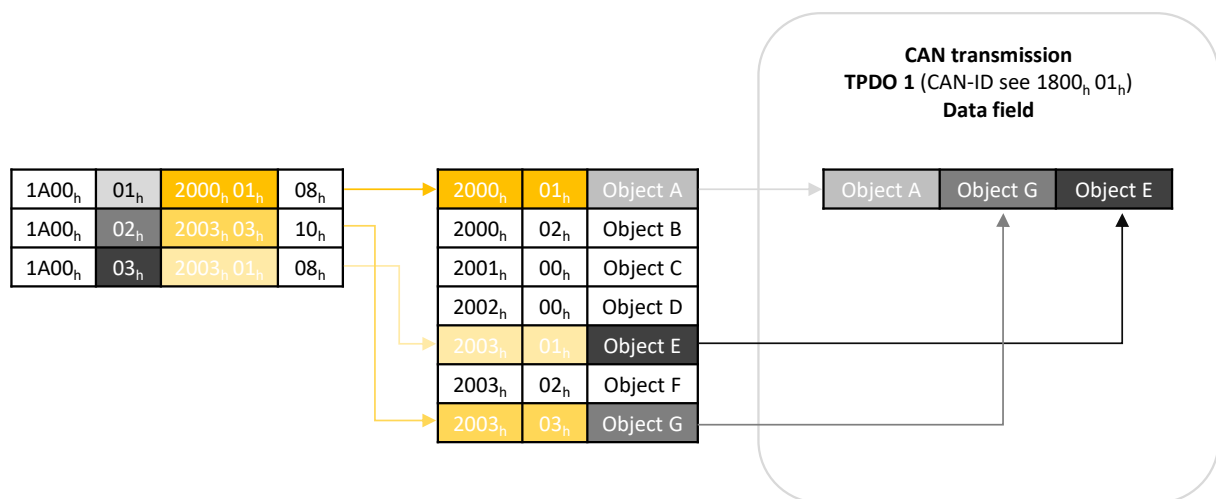 CAN transmission
TPDO 1 (CAN-ID see 1800h 01h)
Data field
1A00h 01h 2000h 01h 08h
1A00h 02h 2003h 03h 10h
1A00h 03h 2003h 01h 08h
2000h 01h Object A
2000h 02h Object B
2001h 00h Object C
2002h 00h Object D
2003h 01h Object E
2003h 02h Object F
2003h 03h Object G
Object A Object G Object E